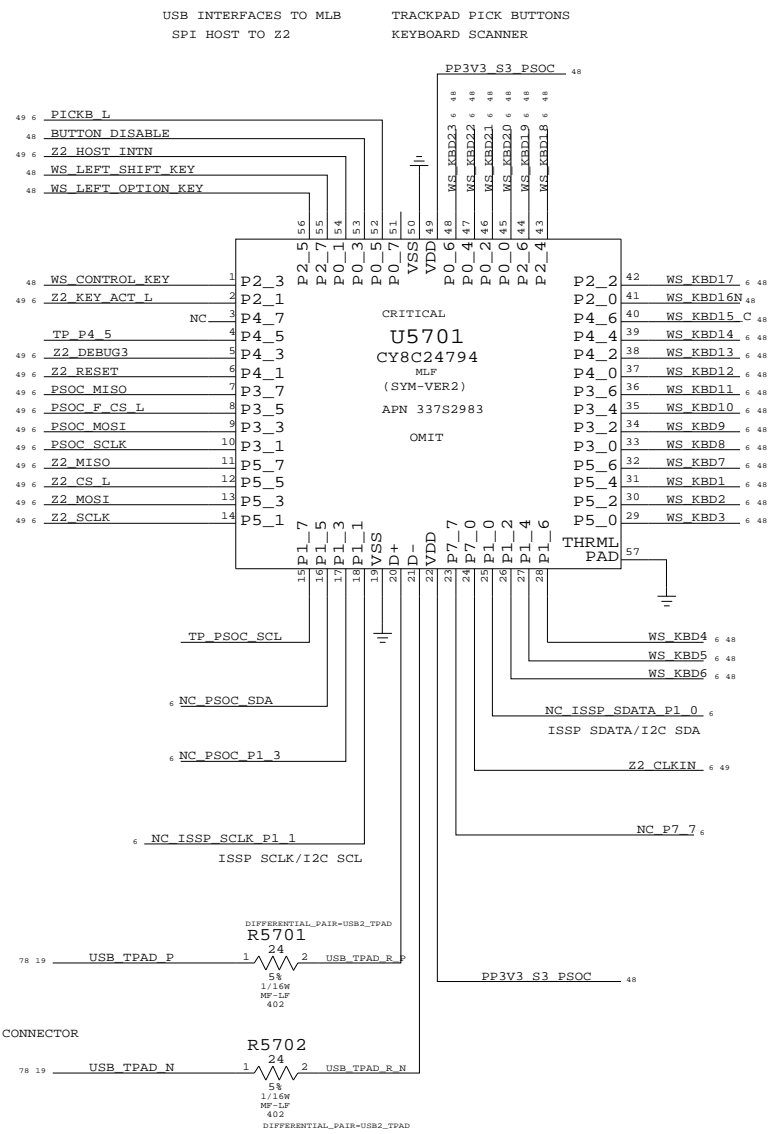 USB INTERFACES TO MLB TRACKPAD PICK BUTTONS
SPI HOST TO Z2 KEYBOARD SCANNER
PP3V3_S3_PSOC 48
49 6 PICKB_L
48 BUTTON_DISABLE
49 6 Z2_HOST_INTN
48 WS_LEFT_SHIFT_KEY
48 WS_LEFT_OPTION_KEY
WS_KBD23 6 48
WS_KBD22 6 48
WS_KBD21 6 48
WS_KBD20 6 48
WS_KBD19 6 48
WS_KBD18 6 48
56 55 54 53 52 51 50 49 48 47 46 45 44 43
P2_5 P2_7 P0_1 P0_3 P0_5 P0_7 VSS VDD P0_6 P0_4 P0_2 P0_0 P2_6 P2_4
48 WS_CONTROL_KEY 1 P2_3
49 6 Z2_KEY_ACT_L 2 P2_1
NC 3 P4_7
TP_P4_5 4 P4_5
49 6 Z2_DEBUG3 5 P4_3
49 6 Z2_RESET 6 P4_1
49 6 PSOC_MISO 7 P3_7
49 6 PSOC_F_CS_L 8 P3_5
49 6 PSOC_MOSI 9 P3_3
49 6 PSOC_SCLK 10 P3_1
49 6 Z2_MISO 11 P5_7
49 6 Z2_CS_L 12 P5_5
49 6 Z2_MOSI 13 P5_3
49 6 Z2_SCLK 14 P5_1
CRITICAL
U5701
CY8C24794
MLF
(SYM-VER2)
APN 337S2983
OMIT
P2_2 42 WS_KBD17 6 48
P2_0 41 WS_KBD16N 48
P4_6 40 WS_KBD15_C 48
P4_4 39 WS_KBD14 6 48
P4_2 38 WS_KBD13 6 48
P4_0 37 WS_KBD12 6 48
P3_6 36 WS_KBD11 6 48
P3_4 35 WS_KBD10 6 48
P3_2 34 WS_KBD9 6 48
P3_0 33 WS_KBD8 6 48
P5_6 32 WS_KBD7 6 48
P5_4 31 WS_KBD1 6 48
P5_2 30 WS_KBD2 6 48
P5_0 29 WS_KBD3 6 48
THRML
PAD 57
P1_7 P1_5 P1_3 P1_1 VSS D+ D- VDD P7_7 P7_0 P1_0 P1_2 P1_4 P1_6
15 16 17 18 19 20 21 22 23 24 25 26 27 28
TP_PSOC_SCL
WS_KBD4 6 48
WS_KBD5 6 48
WS_KBD6 6 48
6 NC_PSOC_SDA
NC_ISSP_SDATA_P1_0 6
ISSP SDATA/I2C SDA
6 NC_PSOC_P1_3
Z2_CLKIN 6 49
6 NC_ISSP_SCLK_P1_1
ISSP SCLK/I2C SCL
NC_P7_7 6
DIFFERENTIAL_PAIR=USB2_TPAD
R5701
24
78 19 USB_TPAD_P 1 2 USB_TPAD_R_P
5%
1/16W
MF-LF
402
PP3V3_S3_PSOC 48
CONNECTOR
R5702
24
78 19 USB_TPAD_N 1 2 USB_TPAD_R_N
5%
1/16W
MF-LF
402
DIFFERENTIAL_PAIR=USB2_TPAD